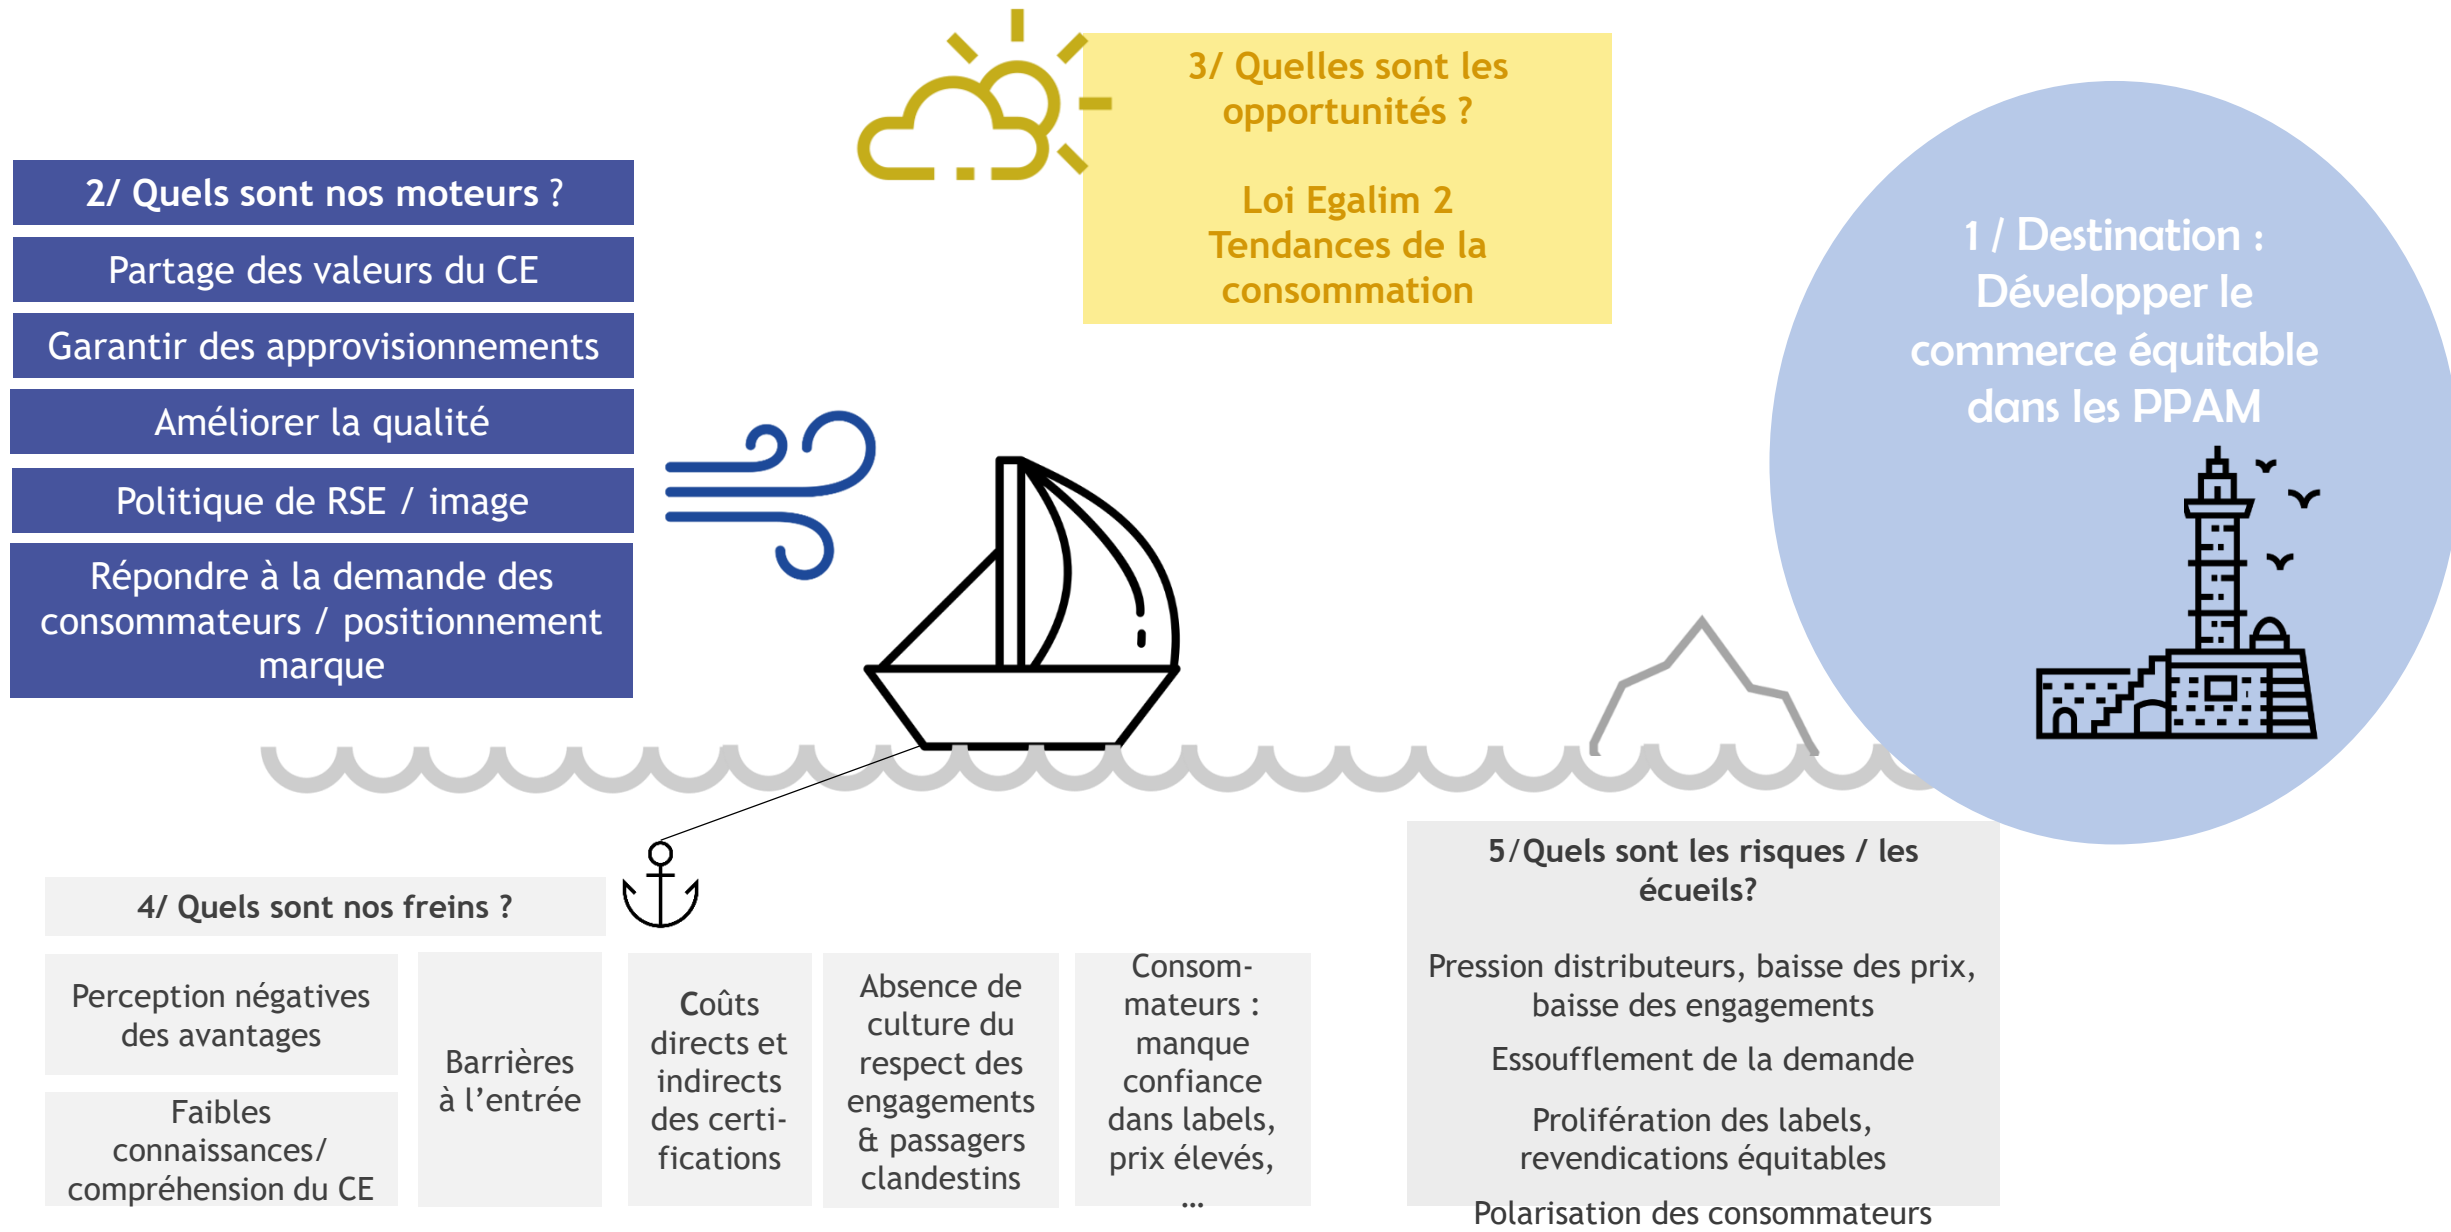 1 / Destination :
Développer le
commerce équitable
dans les PPAM
2/ Quels sont nos moteurs ?
Partage des valeurs du CE
Garantir des approvisionnements
Améliorer la qualité
Politique de RSE / image
Répondre à la demande des
consommateurs / positionnement
marque
3/ Quelles sont les
opportunités ?
Loi Egalim 2
Tendances de la
consommation
4/ Quels sont nos freins ?
Perception négatives
des avantages
Faibles
connaissances/
compréhension du CE
Barrières
à l’entrée
Coûts
directs et
indirects
des certi-
fications
Absence de
culture du
respect des
engagements
& passagers
clandestins
Consom-
mateurs :
manque
confiance
dans labels,
prix élevés,
…
5/Quels sont les risques / les
écueils?
Pression distributeurs, baisse des prix,
baisse des engagements
Essoufflement de la demande
Prolifération des labels,
revendications équitables
Polarisation des consommateurs